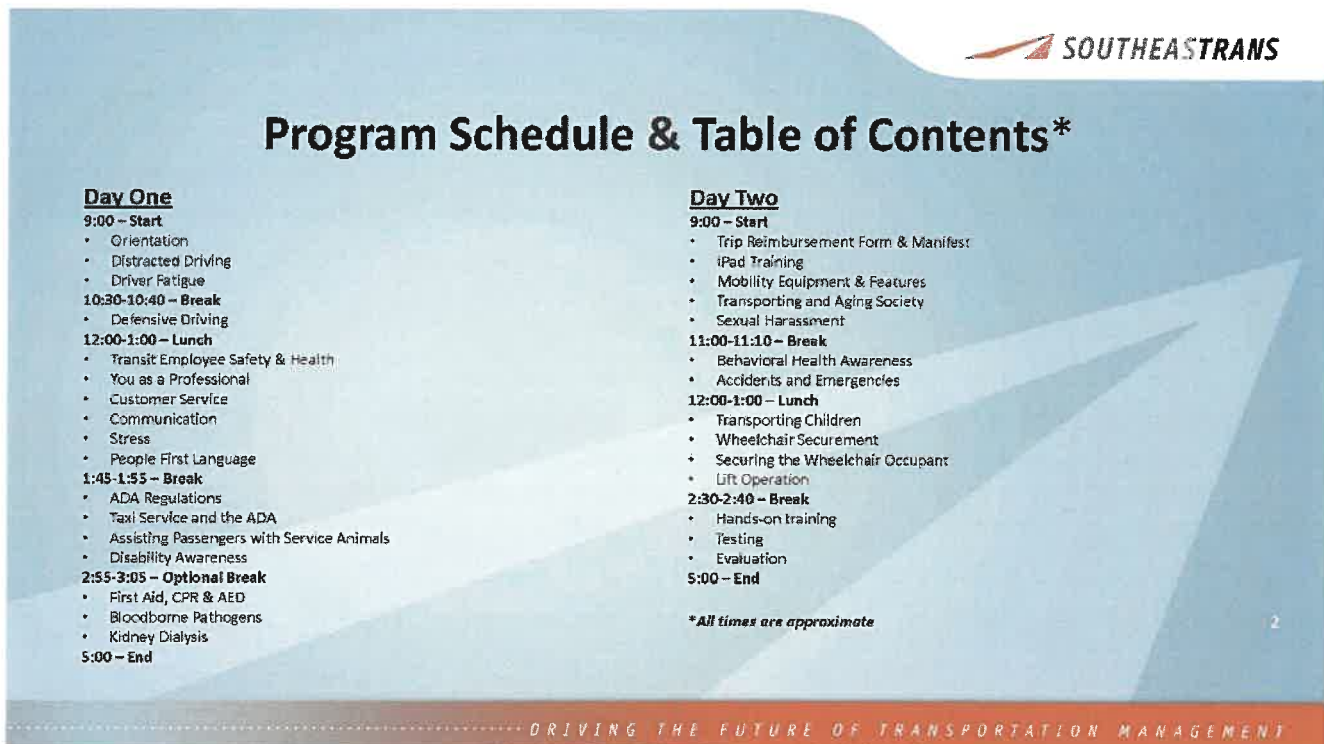 SOUTHEASTRANS
Program Schedule & Table of Contents*
Day One
9:00 – Start
• Orientation
• Distracted Driving
• Driver Fatigue
10:30-10:40 – Break
• Defensive Driving
12:00-1:00 – Lunch
• Transit Employee Safety & Health
• You as a Professional
• Customer Service
• Communication
• Stress
• People First Language
1:45-1:55 – Break
• ADA Regulations
• Taxi Service and the ADA
• Assisting Passengers with Service Animals
• Disability Awareness
2:55-3:05 – Optional Break
• First Aid, CPR & AED
• Bloodborne Pathogens
• Kidney Dialysis
5:00 – End
Day Two
9:00 – Start
• Trip Reimbursement Form & Manifest
• iPad Training
• Mobility Equipment & Features
• Transporting and Aging Society
• Sexual Harassment
11:00-11:10 – Break
• Behavioral Health Awareness
• Accidents and Emergencies
12:00-1:00 – Lunch
• Transporting Children
• Wheelchair Securement
• Securing the Wheelchair Occupant
• Lift Operation
2:30-2:40 – Break
• Hands-on training
• Testing
• Evaluation
5:00 – End
*All times are approximate
2
DRIVING THE FUTURE OF TRANSPORTATION MANAGEMENT